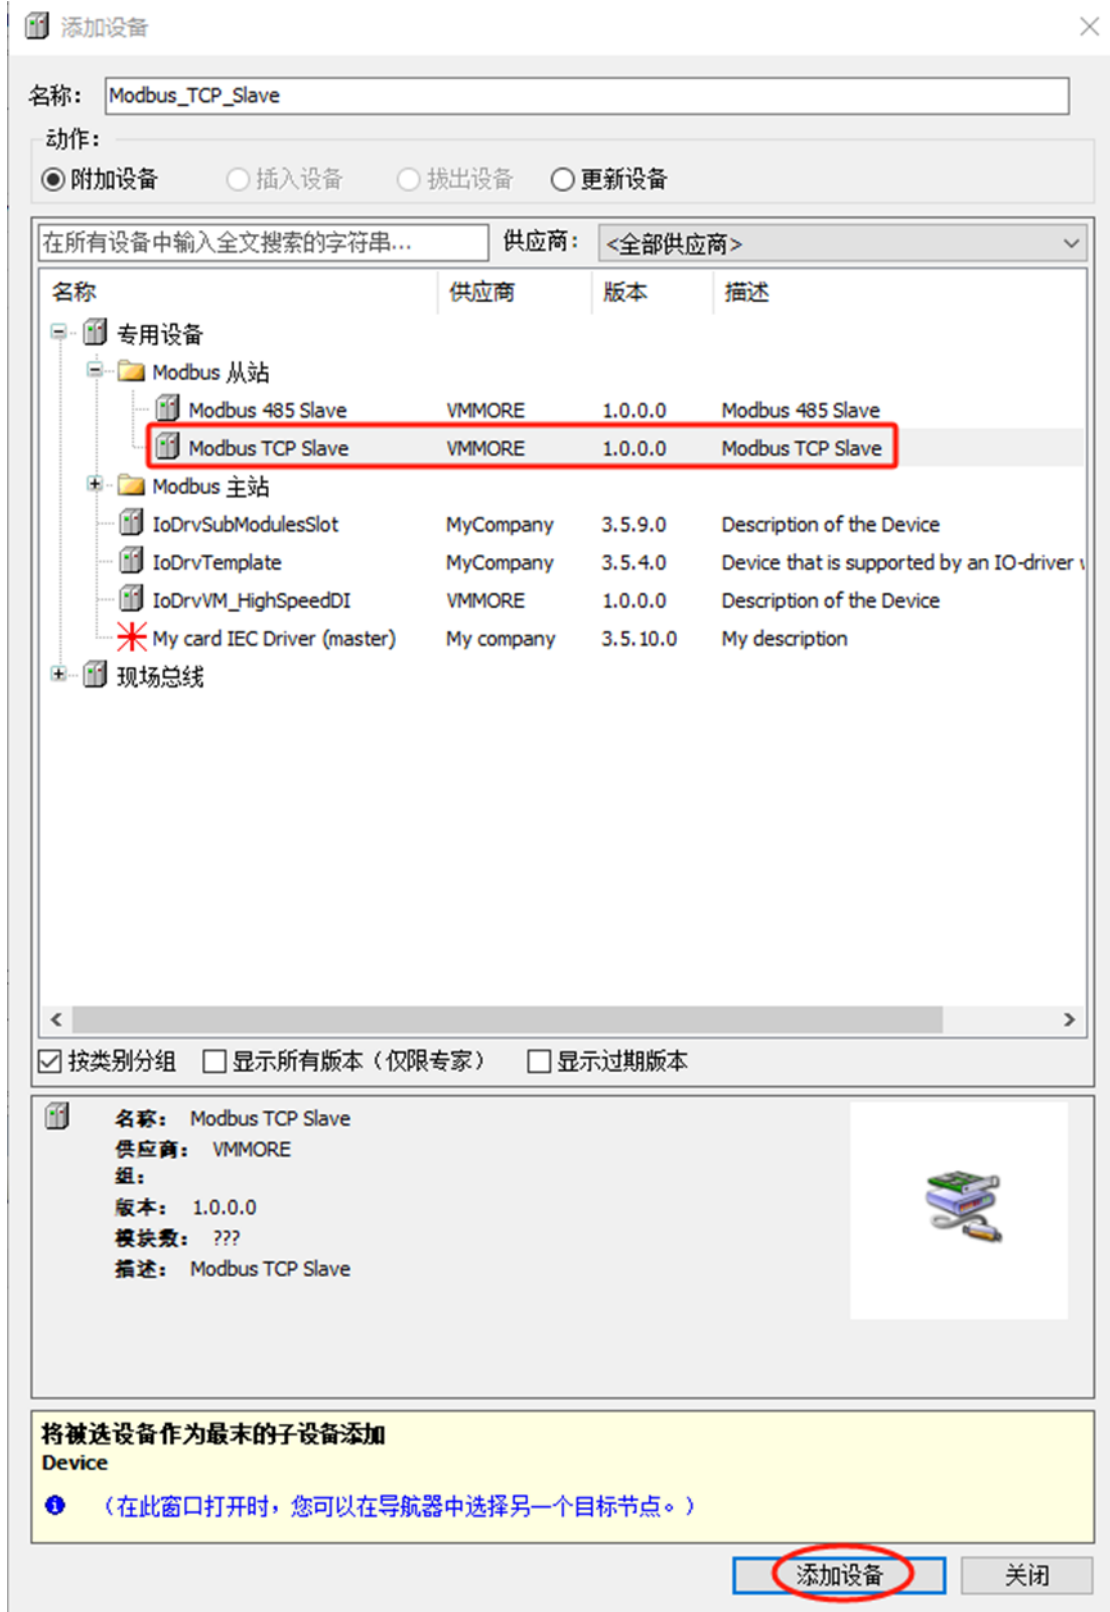 添加设备
名称： Modbus_TCP_Slave
动作：
附加设备 插入设备 拔出设备 更新设备
在所有设备中输入全文搜索的字符串... 供应商： <全部供应商>
名称 供应商 版本 描述
专用设备
Modbus 从站
Modbus 485 Slave VMMORE 1.0.0.0 Modbus 485 Slave
Modbus TCP Slave VMMORE 1.0.0.0 Modbus TCP Slave
Modbus 主站
IoDrvSubModulesSlot MyCompany 3.5.9.0 Description of the Device
IoDrvTemplate MyCompany 3.5.4.0 Device that is supported by an IO-driver
IoDrvVM_HighSpeedDI VMMORE 1.0.0.0 Description of the Device
My card IEC Driver (master) My company 3.5.10.0 My description
现场总线
按类别分组 显示所有版本（仅限专家） 显示过期版本
名称： Modbus TCP Slave
供应商： VMMORE
组：
版本： 1.0.0.0
模块数： ???
描述： Modbus TCP Slave
将被选设备作为最末的子设备添加
Device
（在此窗口打开时，您可以在导航器中选择另一个目标节点。）
添加设备 关闭